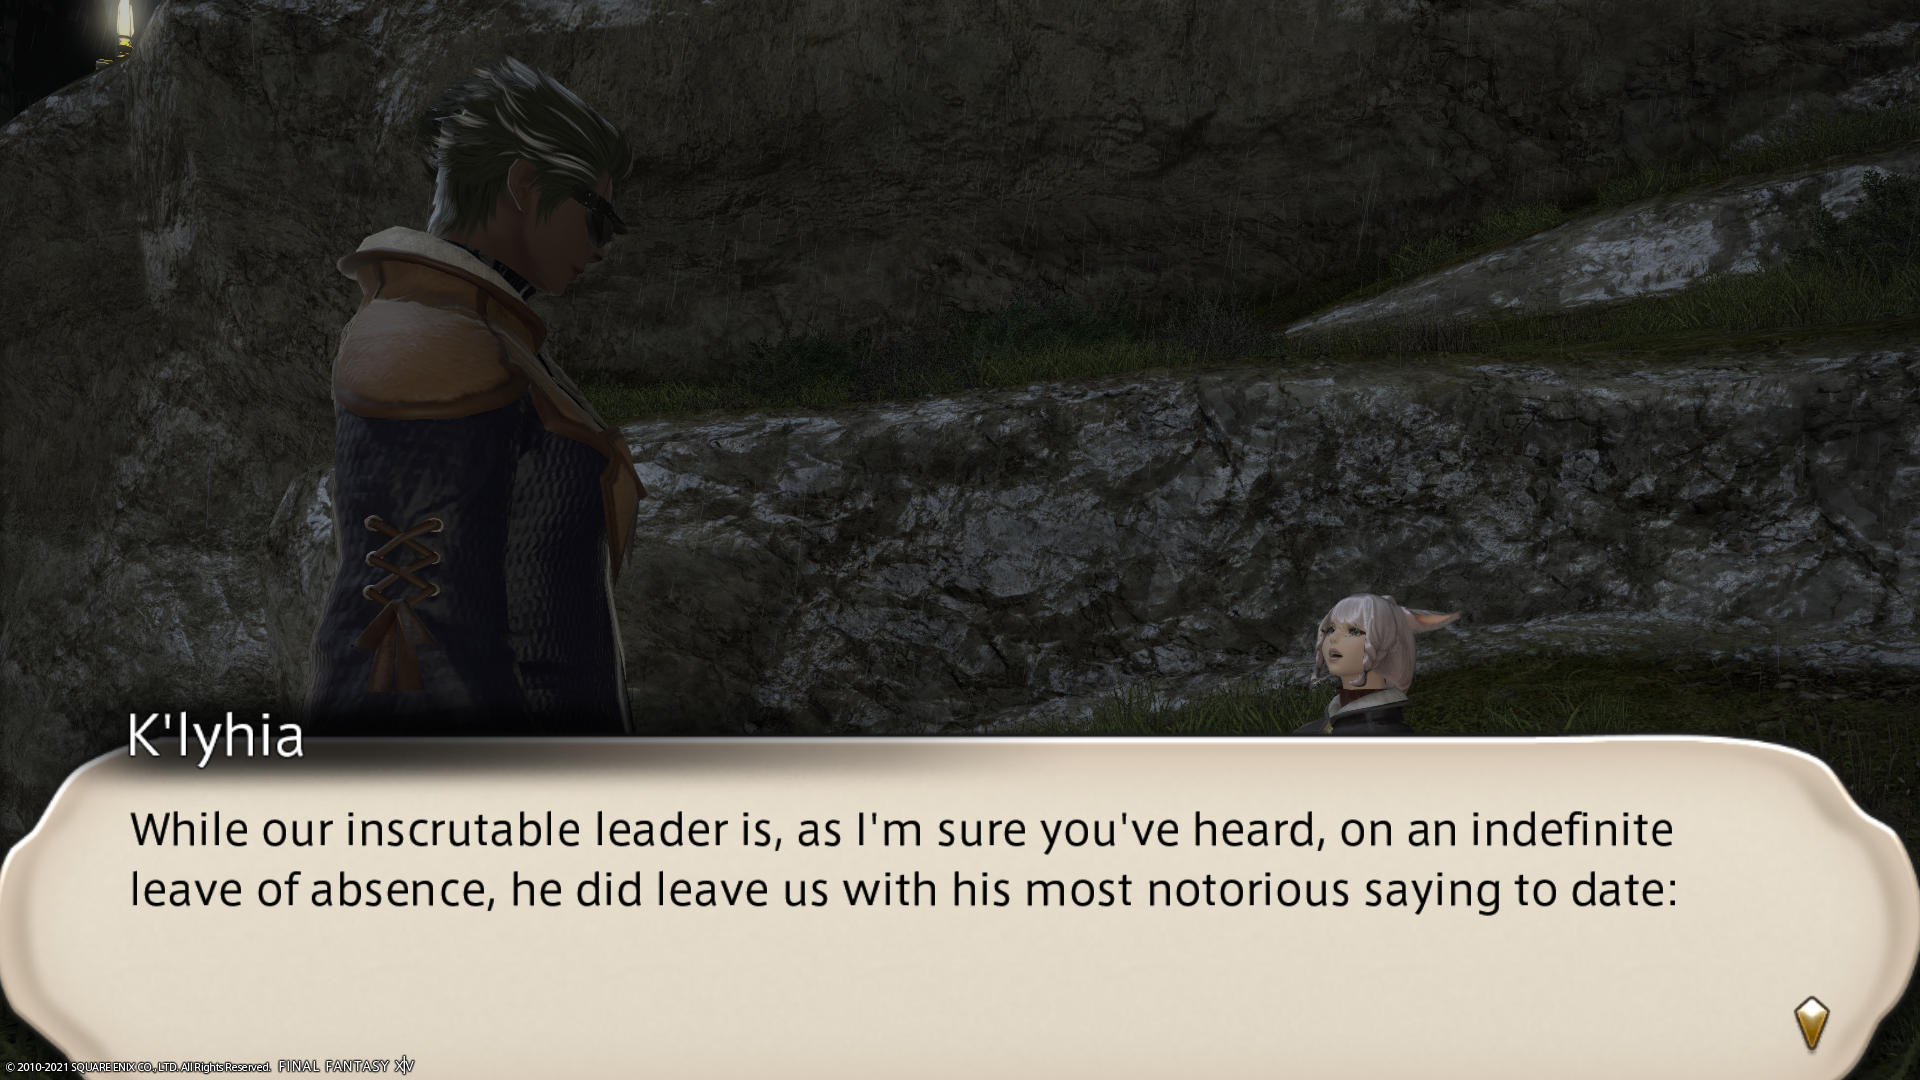 K'lyhia
While our inscrutable leader is, as I'm sure you've heard, on an indefinite
leave of absence, he did leave us with his most notorious saying to date:
© 2010-2021 SQUARE ENIX CO., LTD. All Rights Reserved. FINAL FANTASY XIV